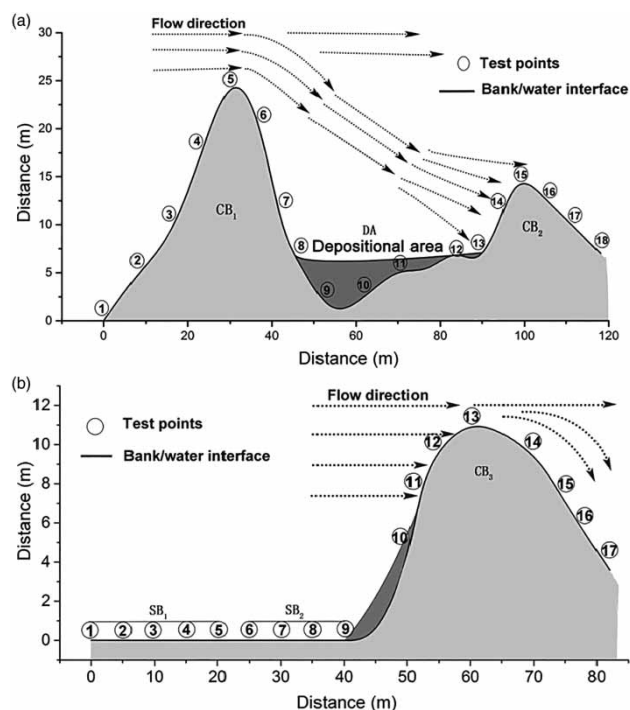 (a)
Flow direction
Test points
Bank/water interface
30
25
20
15
10
5
0
Distance (m)
1
2
3
4
5
6
7
8
9
10
11
12
13
14
15
16
17
18
CB1
DA
Depositional area
CB2
0 20 40 60 80 100 120
Distance (m)
(b)
Flow direction
Test points
Bank/water interface
12
10
8
6
4
2
0
Distance (m)
SB1
SB2
1
2
3
4
5
6
7
8
9
10
11
12
13
14
15
16
17
CB3
0 10 20 30 40 50 60 70 80
Distance (m)